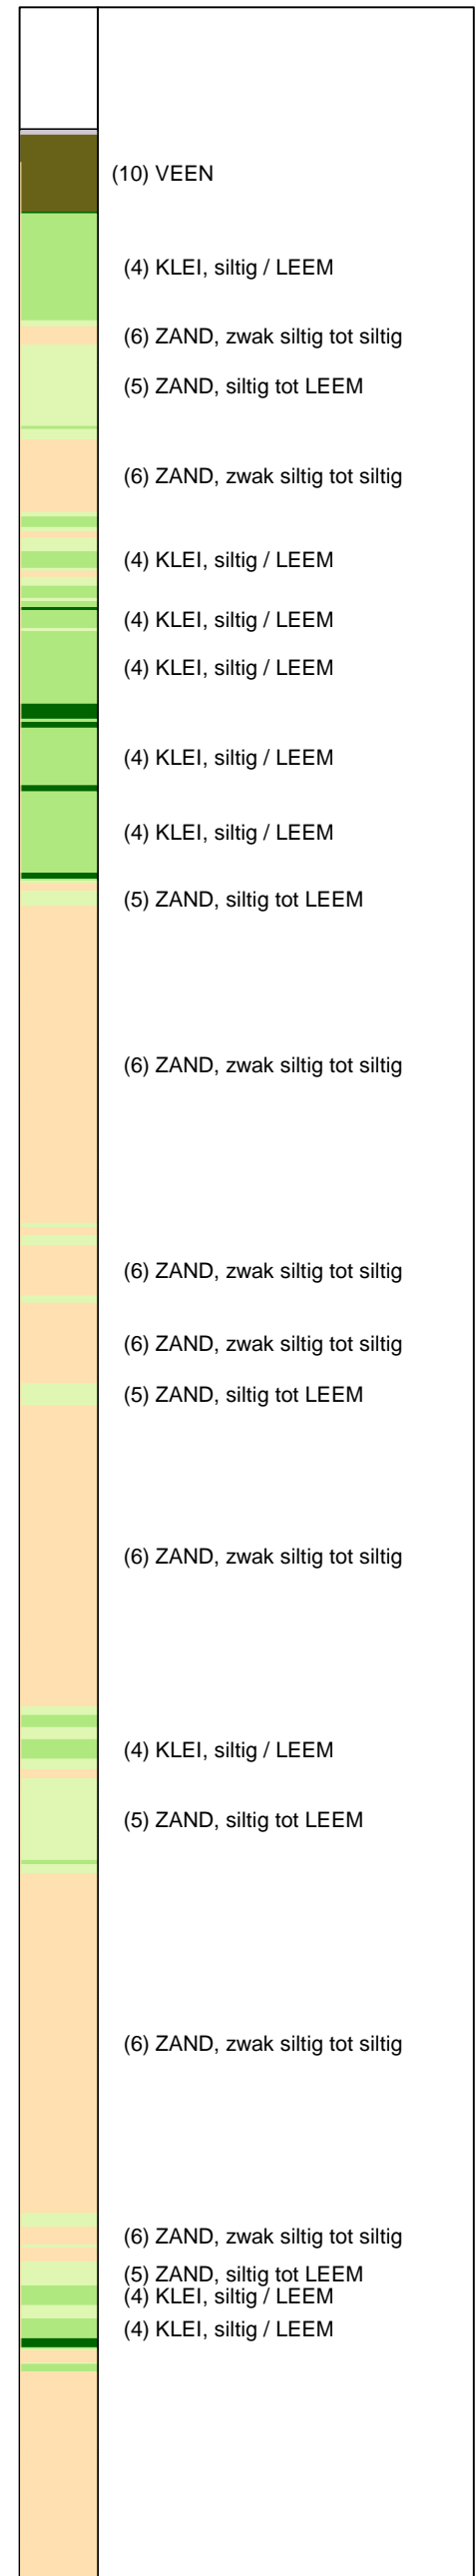 (10) VEEN
(4) KLEI, siltig / LEEM
(6) ZAND, zwak siltig tot siltig
(5) ZAND, siltig tot LEEM
(6) ZAND, zwak siltig tot siltig
(4) KLEI, siltig / LEEM
(4) KLEI, siltig / LEEM
(4) KLEI, siltig / LEEM
(4) KLEI, siltig / LEEM
(4) KLEI, siltig / LEEM
(5) ZAND, siltig tot LEEM
(6) ZAND, zwak siltig tot siltig
(6) ZAND, zwak siltig tot siltig
(6) ZAND, zwak siltig tot siltig
(5) ZAND, siltig tot LEEM
(6) ZAND, zwak siltig tot siltig
(4) KLEI, siltig / LEEM
(5) ZAND, siltig tot LEEM
(6) ZAND, zwak siltig tot siltig
(6) ZAND, zwak siltig tot siltig
(5) ZAND, siltig tot LEEM
(4) KLEI, siltig / LEEM
(4) KLEI, siltig / LEEM